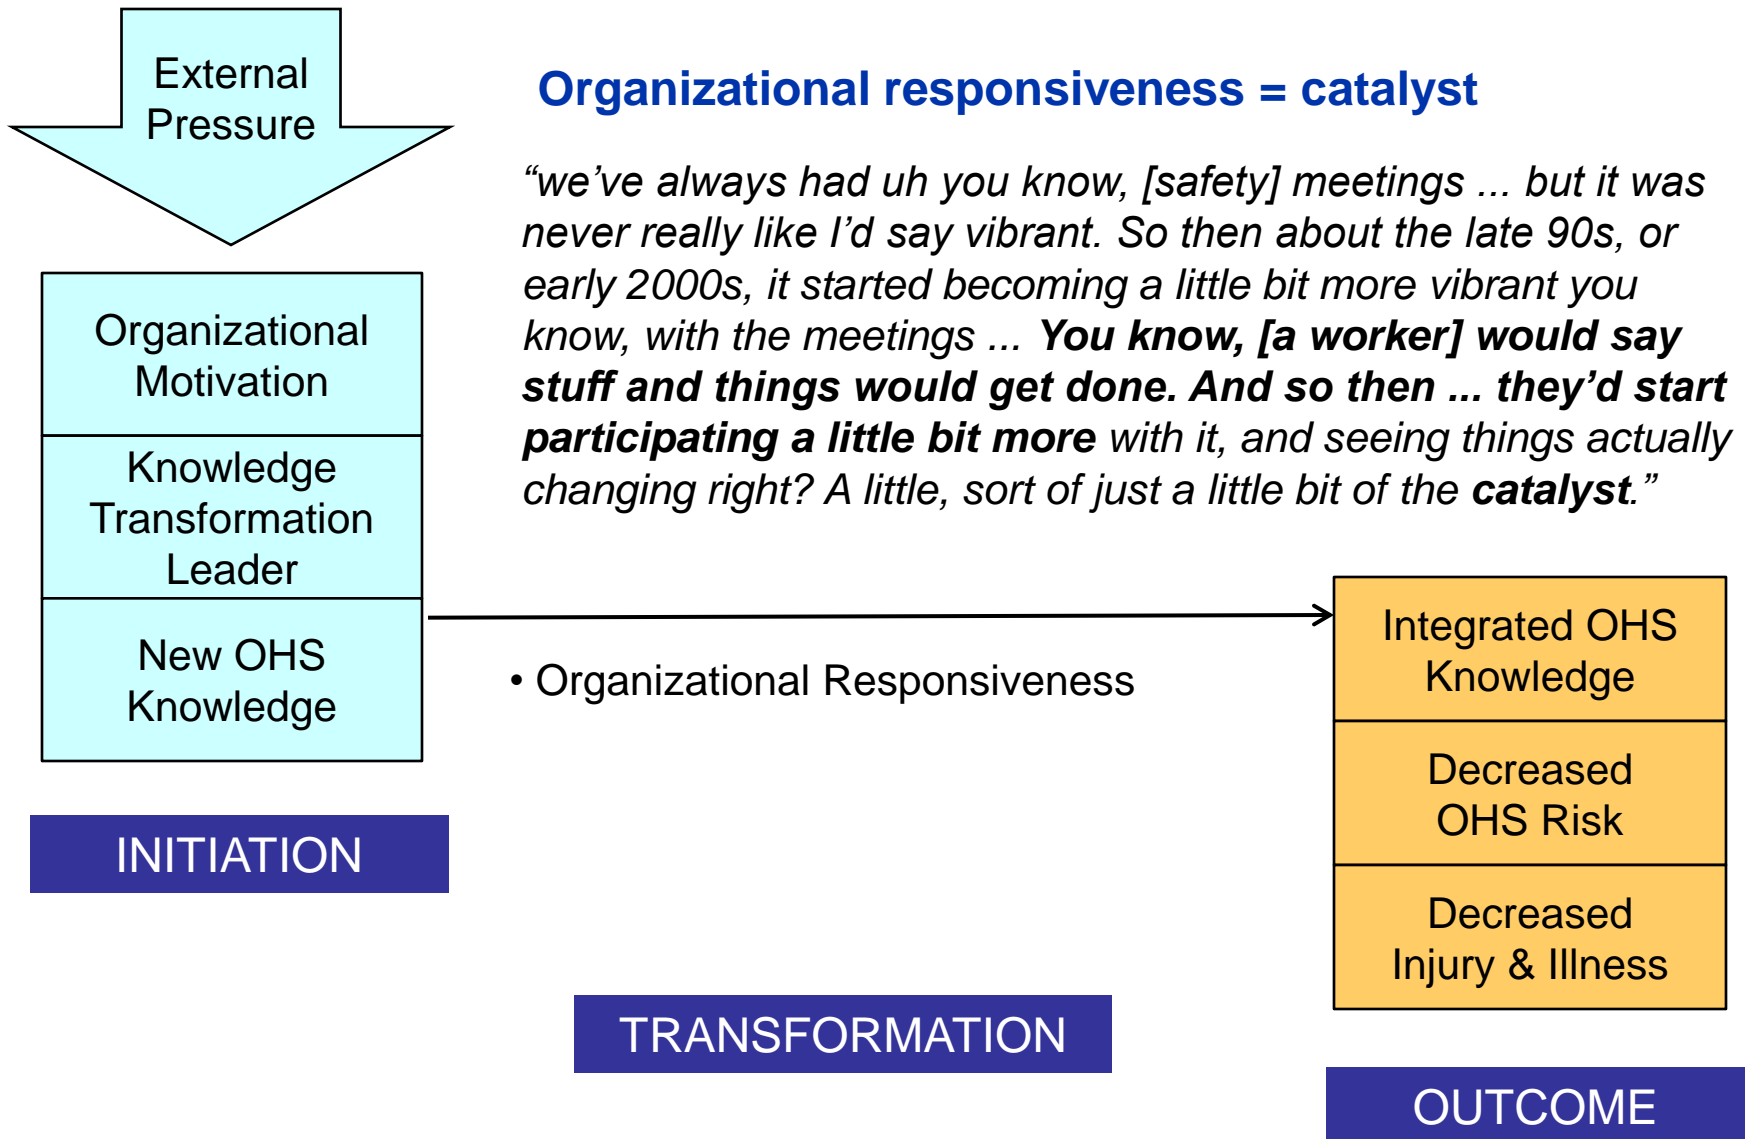 External
Pressure
Organizational responsiveness = catalyst
“we’ve always had uh you know, [safety] meetings ... but it was
never really like I’d say vibrant. So then about the late 90s, or
early 2000s, it started becoming a little bit more vibrant you
know, with the meetings ... You know, [a worker] would say
stuff and things would get done. And so then ... they’d start
participating a little bit more with it, and seeing things actually
changing right? A little, sort of just a little bit of the catalyst.”
Organizational
Motivation
Knowledge
Transformation
Leader
New OHS
Knowledge
• Organizational Responsiveness
Integrated OHS
Knowledge
Decreased
OHS Risk
Decreased
Injury & Illness
INITIATION
TRANSFORMATION
OUTCOME